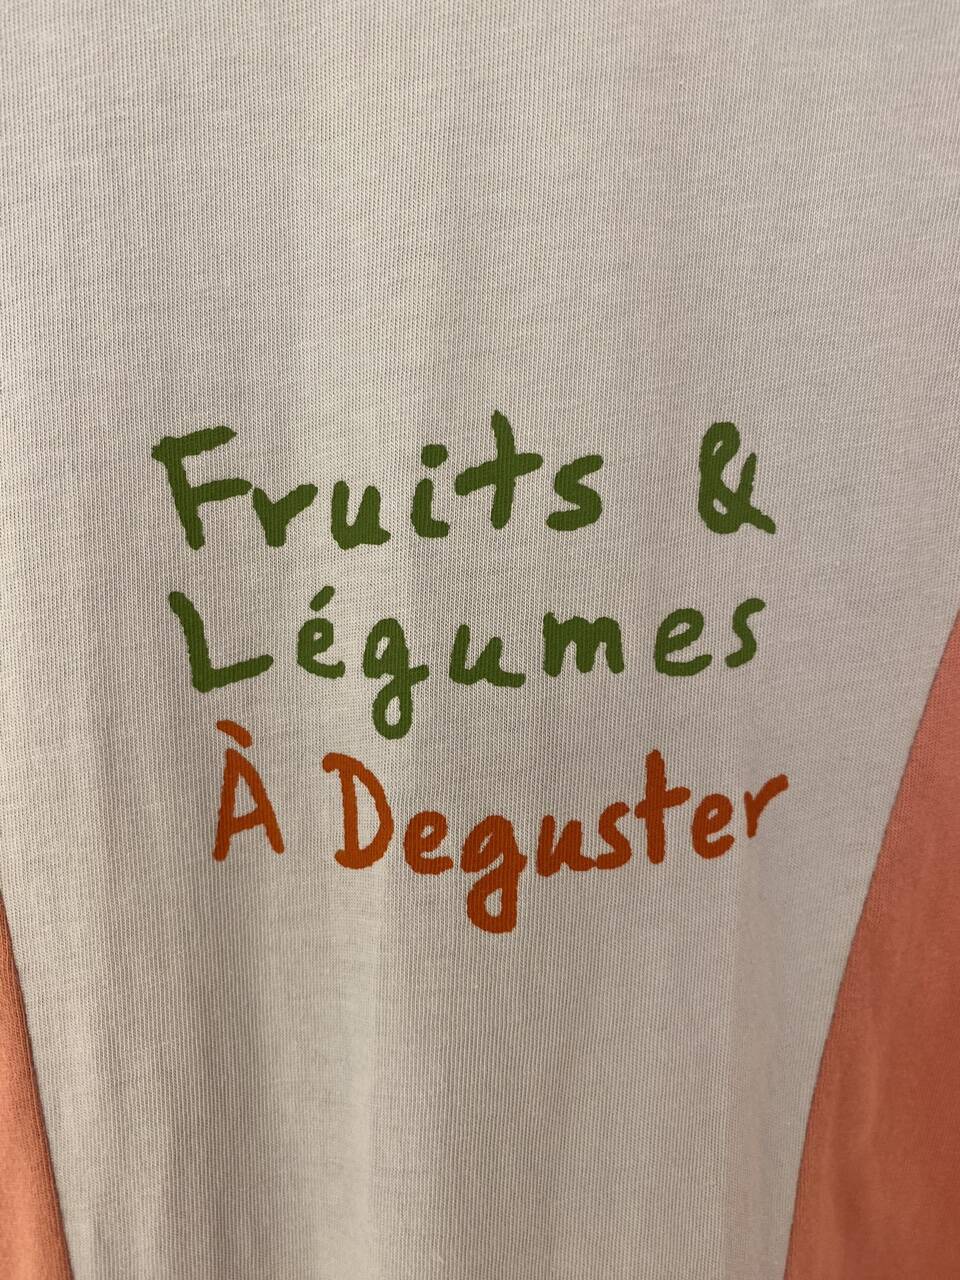 Fruits &
Légumes
À Deguster